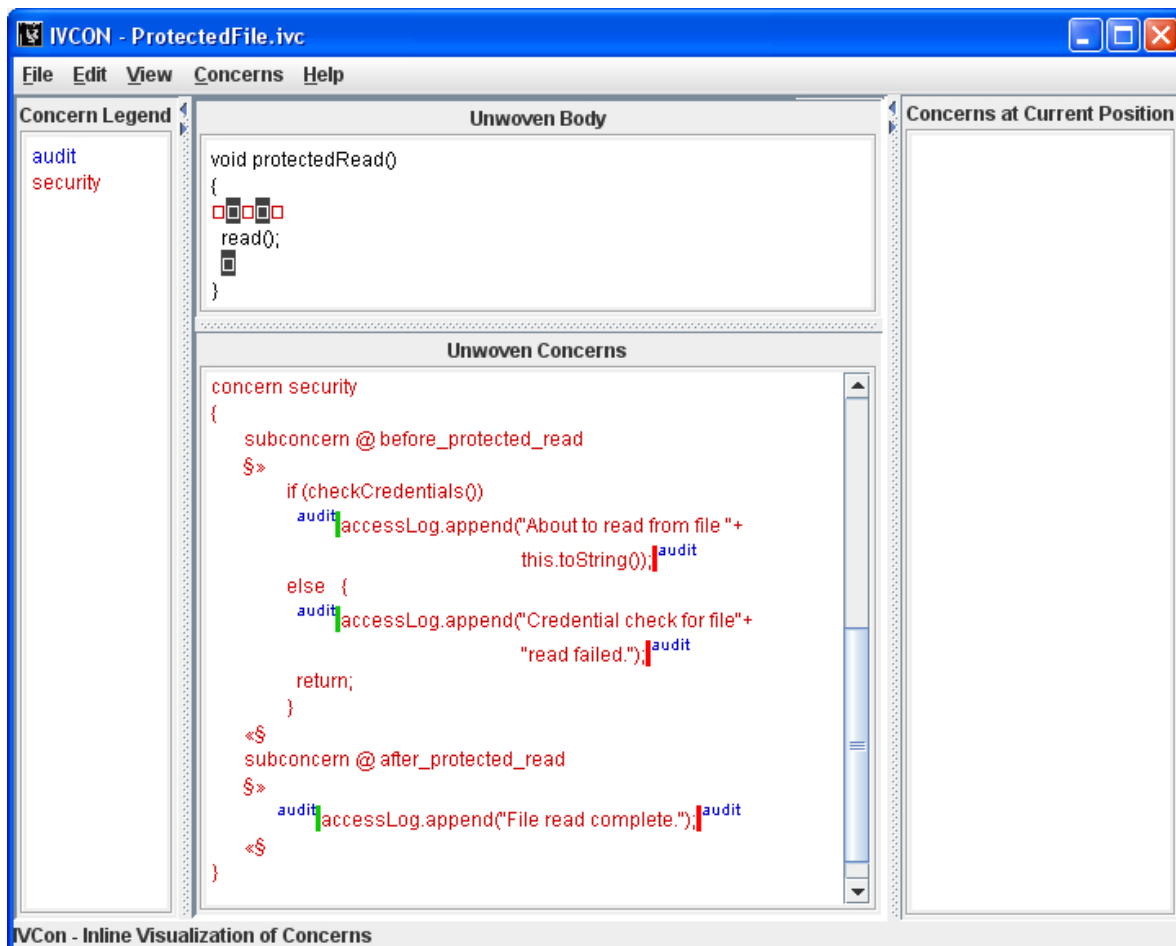 IVCON - ProtectedFile.ivc
File Edit View Concerns Help
Concern Legend
audit
security
Unwoven Body
void protectedRead()
{
read();
}
Unwoven Concerns
concern security
{
subconcern @ before_protected_read
§»
if (checkCredentials())
audit accessLog.append("About to read from file "+
this.toString()); audit
else {
audit accessLog.append("Credential check for file"+
"read failed."); audit
return;
}
«§
subconcern @ after_protected_read
§»
audit accessLog.append("File read complete."); audit
«§
}
Concerns at Current Position
IVCon - Inline Visualization of Concerns